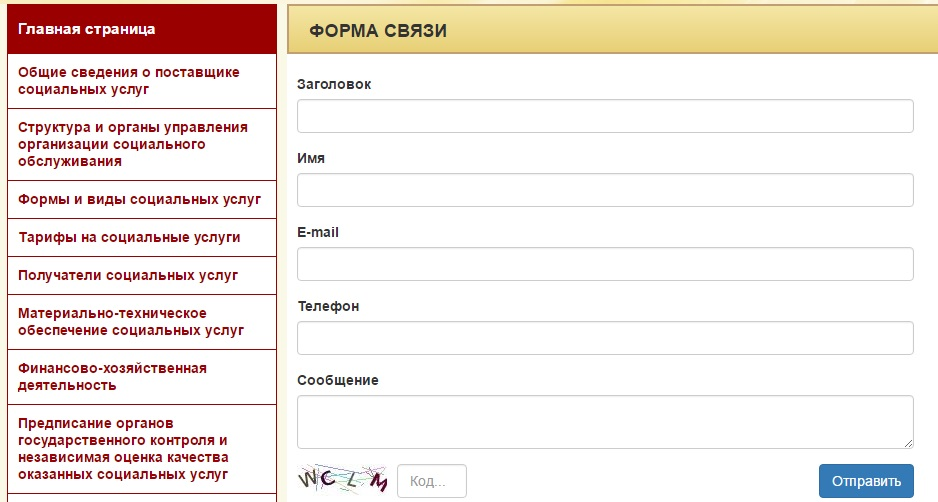 Главная страница
Общие сведения о поставщике
социальных услуг
Структура и органы управления
организации социального
обслуживания
Формы и виды социальных услуг
Тарифы на социальные услуги
Получатели социальных услуг
Материально-техническое
обеспечение социальных услуг
Финансово-хозяйственная
деятельность
Предписание органов
государственного контроля и
независимая оценка качества
оказанных социальных услуг
ФОРМА СВЯЗИ
Заголовок
Имя
E-mail
Телефон
Сообщение
WCLM Код... Отправить